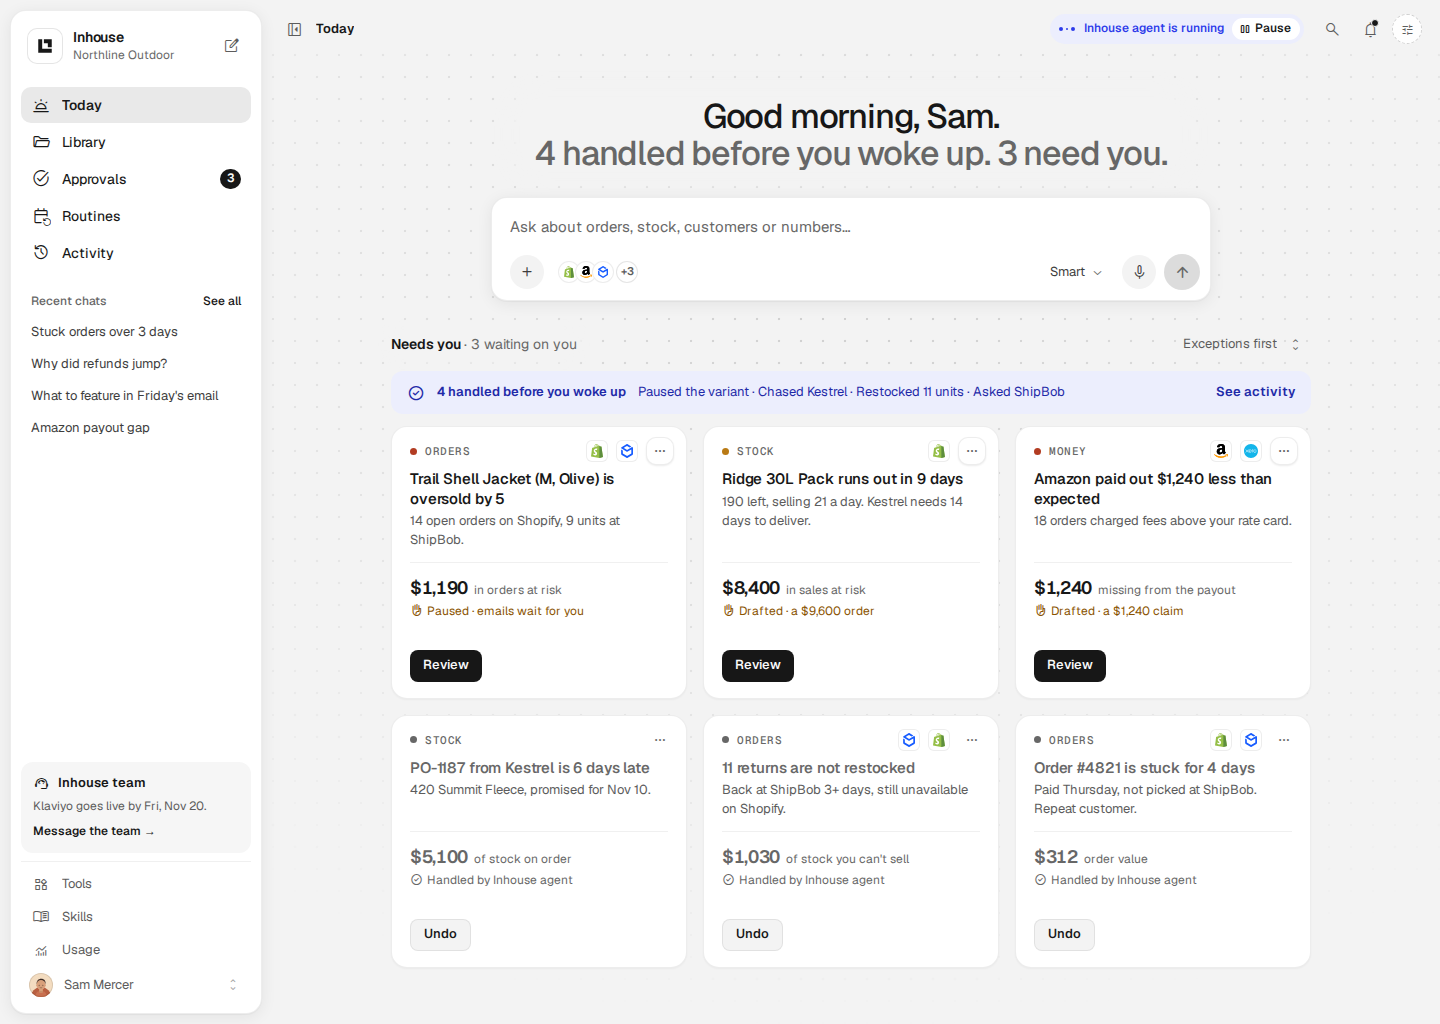 Inhouse
Northline Outdoor
Today
Library
Approvals
3
Routines
Activity
Recent chats
See all
Stuck orders over 3 days
Why did refunds jump?
What to feature in Friday's email
Amazon payout gap
Inhouse team
Klaviyo goes live by Fri, Nov 20.
Message the team →
Tools
Skills
Usage
Sam Mercer
Today
Inhouse agent is running
Pause
Good morning, Sam.
4 handled before you woke up. 3 need you.
Ask about orders, stock, customers or numbers...
+3
Smart
Needs you · 3 waiting on you
Exceptions first
4 handled before you woke up
Paused the variant · Chased Kestrel · Restocked 11 units · Asked ShipBob
See activity
ORDERS
Trail Shell Jacket (M, Olive) is
oversold by 5
14 open orders on Shopify, 9 units at
ShipBob.
$1,190 in orders at risk
Paused · emails wait for you
Review
STOCK
Ridge 30L Pack runs out in 9 days
190 left, selling 21 a day. Kestrel needs 14
days to deliver.
$8,400 in sales at risk
Drafted · a $9,600 order
Review
MONEY
Amazon paid out $1,240 less than
expected
18 orders charged fees above your rate card.
$1,240 missing from the payout
Drafted · a $1,240 claim
Review
STOCK
PO-1187 from Kestrel is 6 days late
420 Summit Fleece, promised for Nov 10.
$5,100 of stock on order
Handled by Inhouse agent
Undo
ORDERS
11 returns are not restocked
Back at ShipBob 3+ days, still unavailable
on Shopify.
$1,030 of stock you can't sell
Handled by Inhouse agent
Undo
ORDERS
Order #4821 is stuck for 4 days
Paid Thursday, not picked at ShipBob.
Repeat customer.
$312 order value
Handled by Inhouse agent
Undo